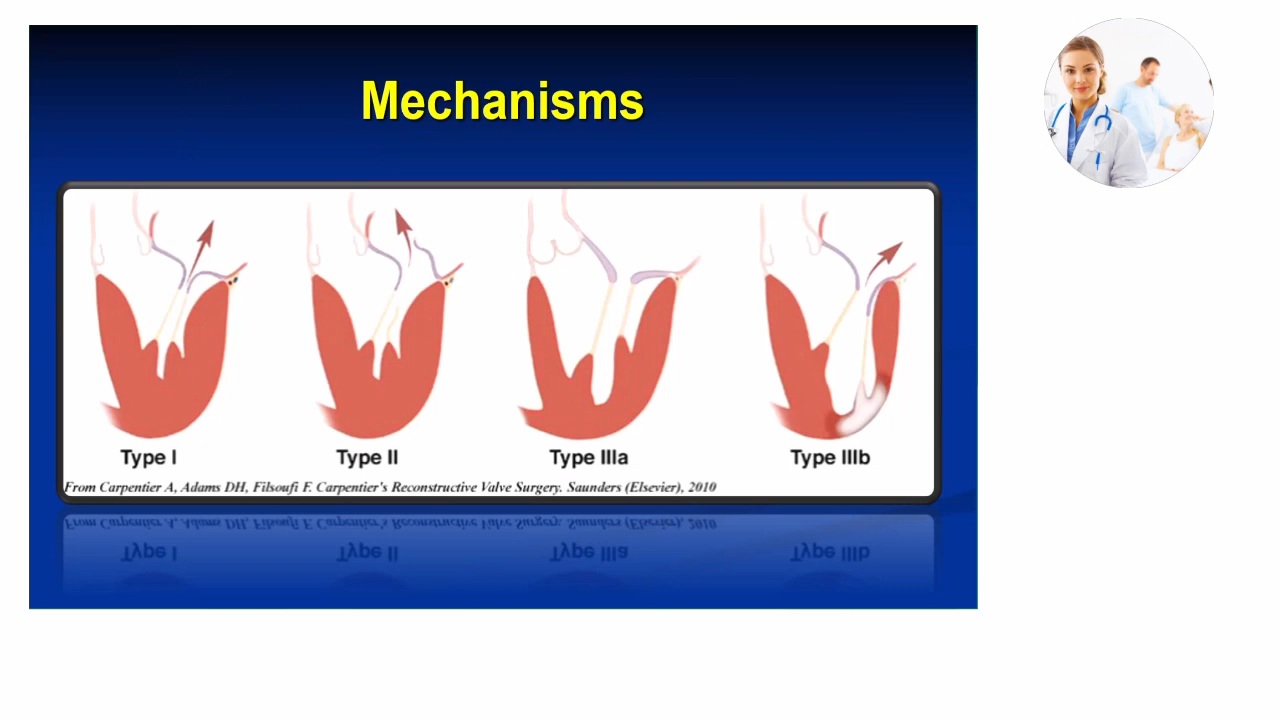 Mechanisms
Type I
Type II
Type IIIa
Type IIIb
From Carpentier A, Adams DH, Filsoufi F. Carpentier's Reconstructive Valve Surgery. Saunders (Elsevier), 2010